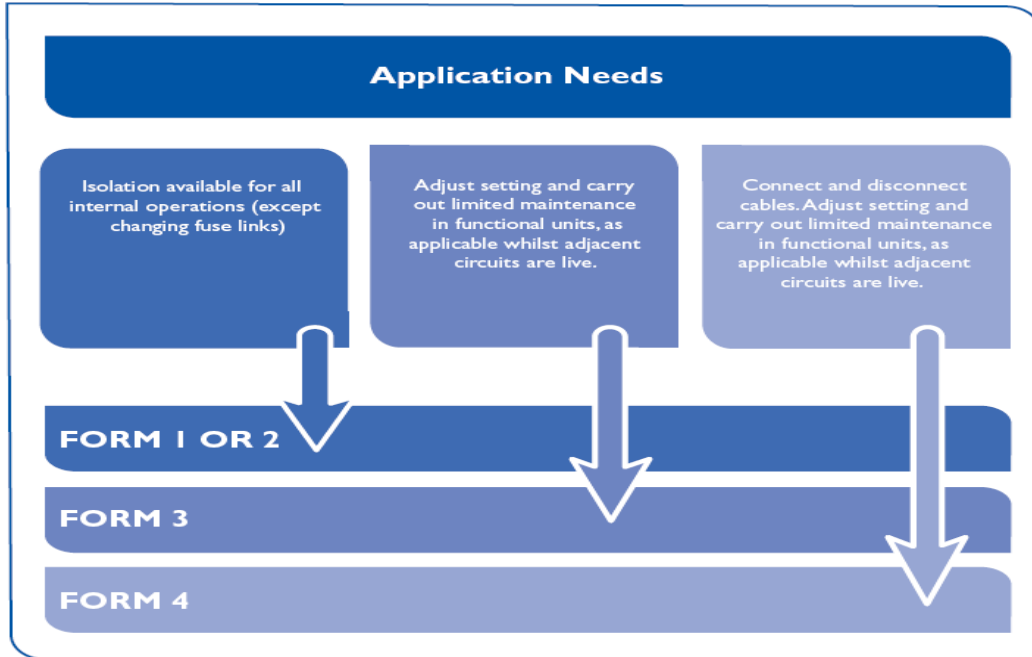 Application Needs
Isolation available for all
internal operations (except
changing fuse links)
Adjust setting and carry
out limited maintenance
in functional units, as
applicable whilst adjacent
circuits are live.
Connect and disconnect
cables. Adjust setting and
carry out limited maintenance
in functional units, as
applicable whilst adjacent
circuits are live.
FORM 1 OR 2
FORM 3
FORM 4